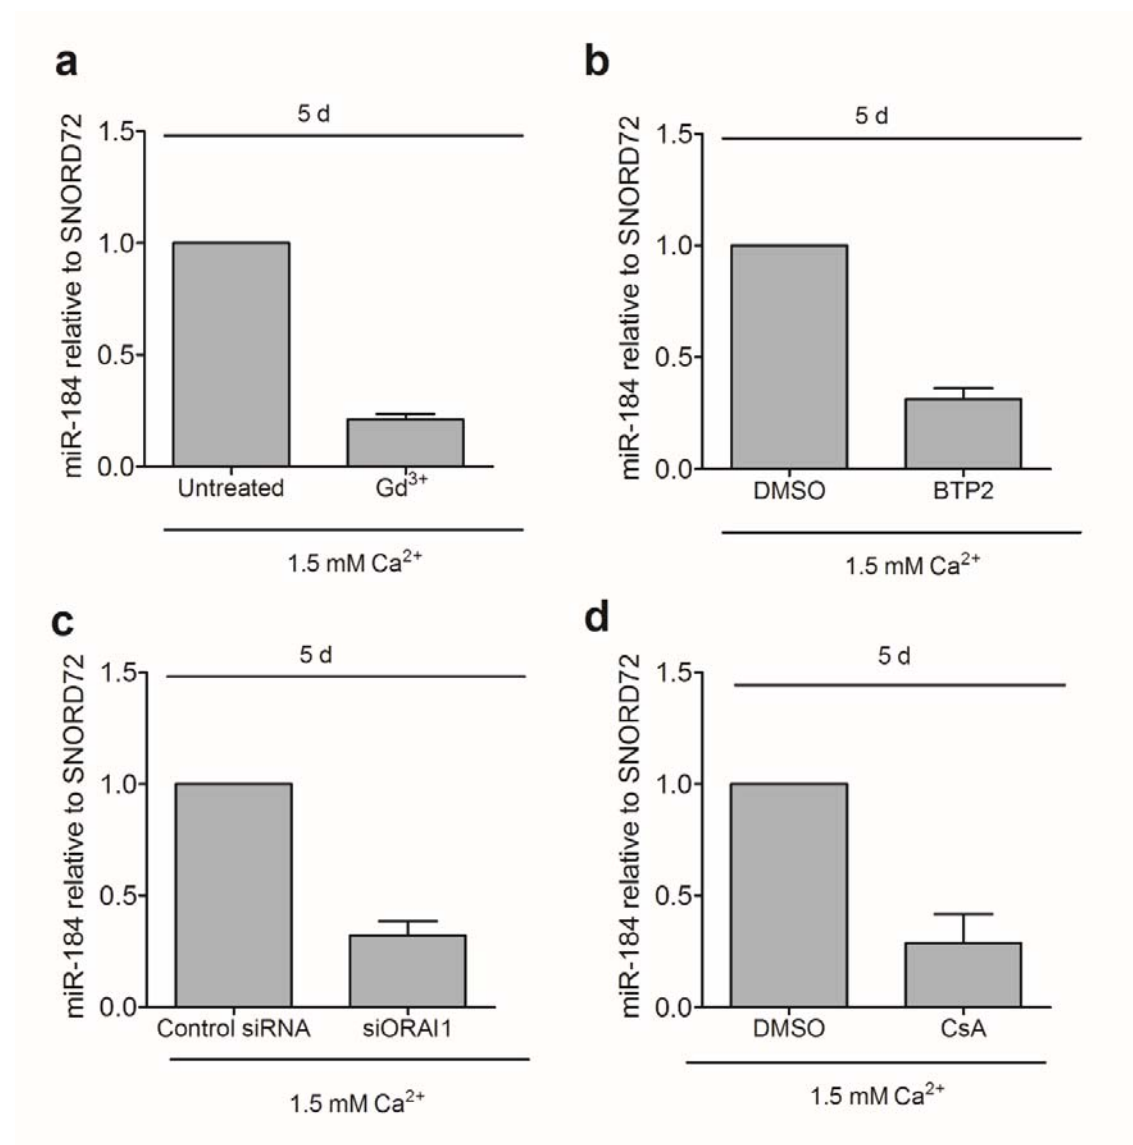 a
5 d
miR-184 relative to SNORD72
1.5
1.0
0.5
0.0
Untreated Gd³⁺
1.5 mM Ca²⁺
b
5 d
miR-184 relative to SNORD72
1.5
1.0
0.5
0.0
DMSO BTP2
1.5 mM Ca²⁺
c
5 d
miR-184 relative to SNORD72
1.5
1.0
0.5
0.0
Control siRNA siORAI1
1.5 mM Ca²⁺
d
5 d
miR-184 relative to SNORD72
1.5
1.0
0.5
0.0
DMSO CsA
1.5 mM Ca²⁺